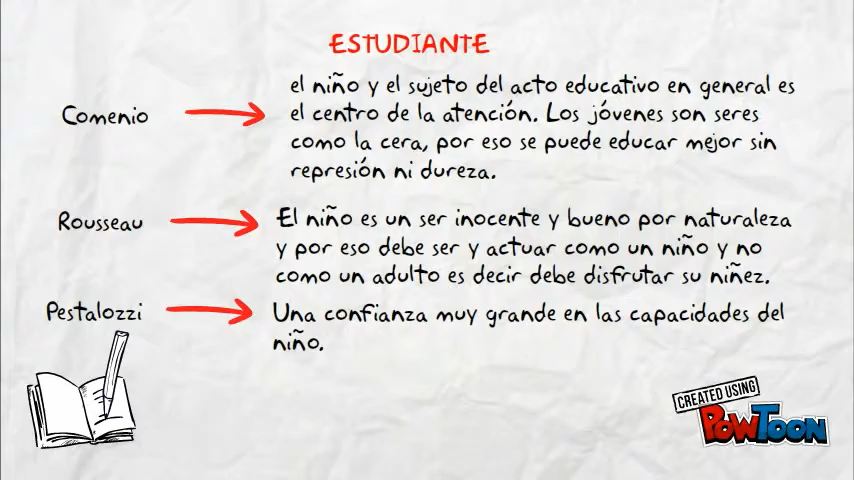 ESTUDIANTE
Comenio
el niño y el sujeto del acto educativo en general es
el centro de la atención. Los jóvenes son seres
como la cera, por eso se puede educar mejor sin
represión ni dureza.
Rousseau
El niño es un ser inocente y bueno por naturaleza
y por eso debe ser y actuar como un niño y no
como un adulto es decir debe disfrutar su niñez.
Pestalozzi
Una confianza muy grande en las capacidades del
niño.
CREATED USING
POWTOON